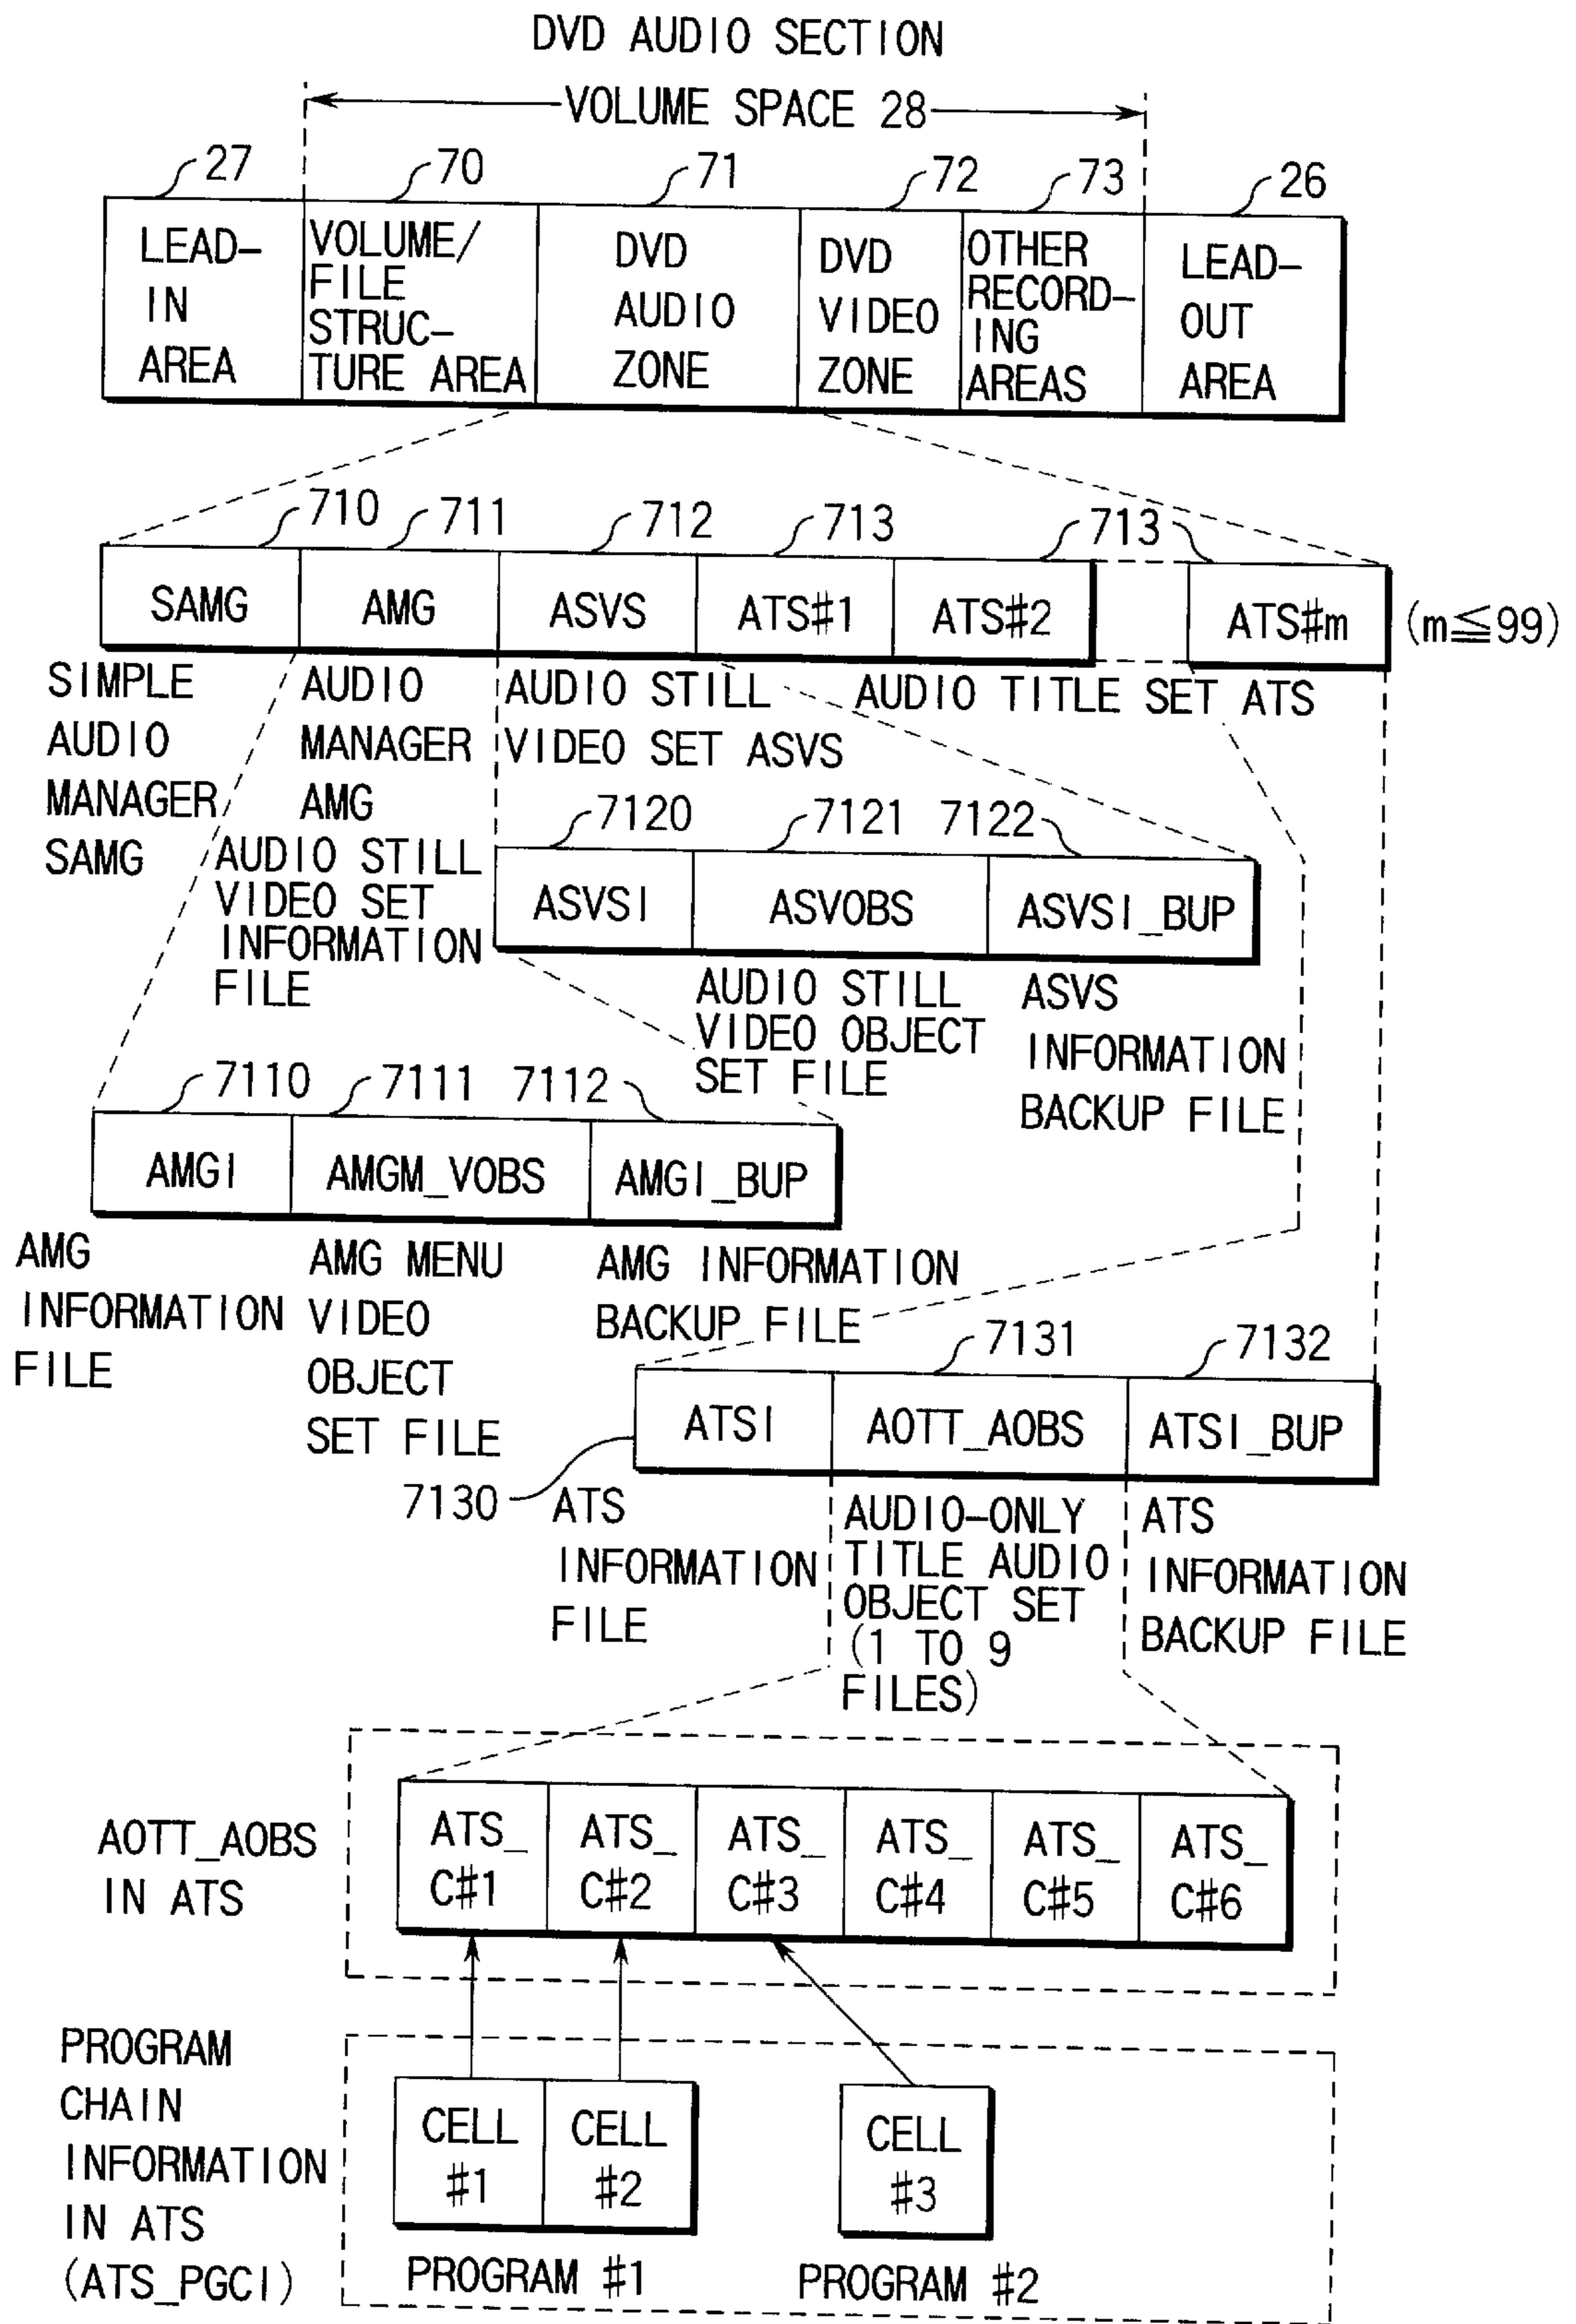 DVD AUDIO SECTION
VOLUME SPACE 28
27
70
71
72
73
26
LEAD-
IN
AREA
VOLUME/
FILE
STRUC-
TURE AREA
DVD
AUDIO
ZONE
DVD
VIDEO
ZONE
OTHER
RECORD-
ING
AREAS
LEAD-
OUT
AREA
710
711
712
713
713
SAMG
AMG
ASVS
ATS#1
ATS#2
ATS#m
(m≦99)
SIMPLE
AUDIO
MANAGER
SAMG
AUDIO
MANAGER
AMG
AUDIO STILL
VIDEO SET ASVS
AUDIO TITLE SET ATS
7120
7121
7122
AUDIO STILL
VIDEO SET
INFORMATION
FILE
ASVSI
ASVOBS
ASVSI_BUP
AUDIO STILL
VIDEO OBJECT
SET FILE
ASVS
INFORMATION
BACKUP FILE
7110
7111
7112
AMGI
AMGM_VOBS
AMGI_BUP
AMG
INFORMATION
FILE
AMG MENU
VIDEO
OBJECT
SET FILE
AMG INFORMATION
BACKUP FILE
7131
7132
ATSI
AOTT_AOBS
ATSI_BUP
7130
ATS
INFORMATION
FILE
AUDIO-ONLY
TITLE AUDIO
OBJECT SET
(1 TO 9
FILES)
ATS
INFORMATION
BACKUP FILE
AOTT_AOBS
IN ATS
ATS_
C#1
ATS_
C#2
ATS_
C#3
ATS_
C#4
ATS_
C#5
ATS_
C#6
PROGRAM
CHAIN
INFORMATION
IN ATS
(ATS_PGCI)
CELL
#1
CELL
#2
CELL
#3
PROGRAM #1
PROGRAM #2